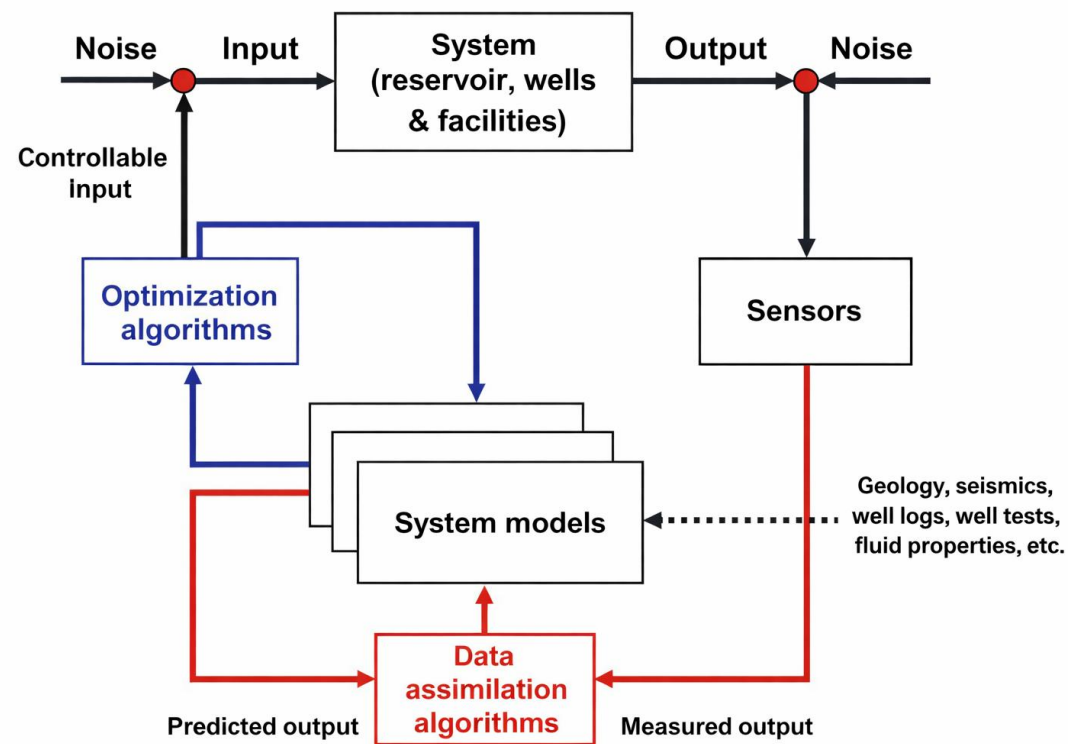 Noise
Input
System
(reservoir, wells
& facilities)
Output
Noise
Controllable
input
Optimization
algorithms
Sensors
System models
Geology, seismics,
well logs, well tests,
fluid properties, etc.
Data
assimilation
algorithms
Predicted output
Measured output